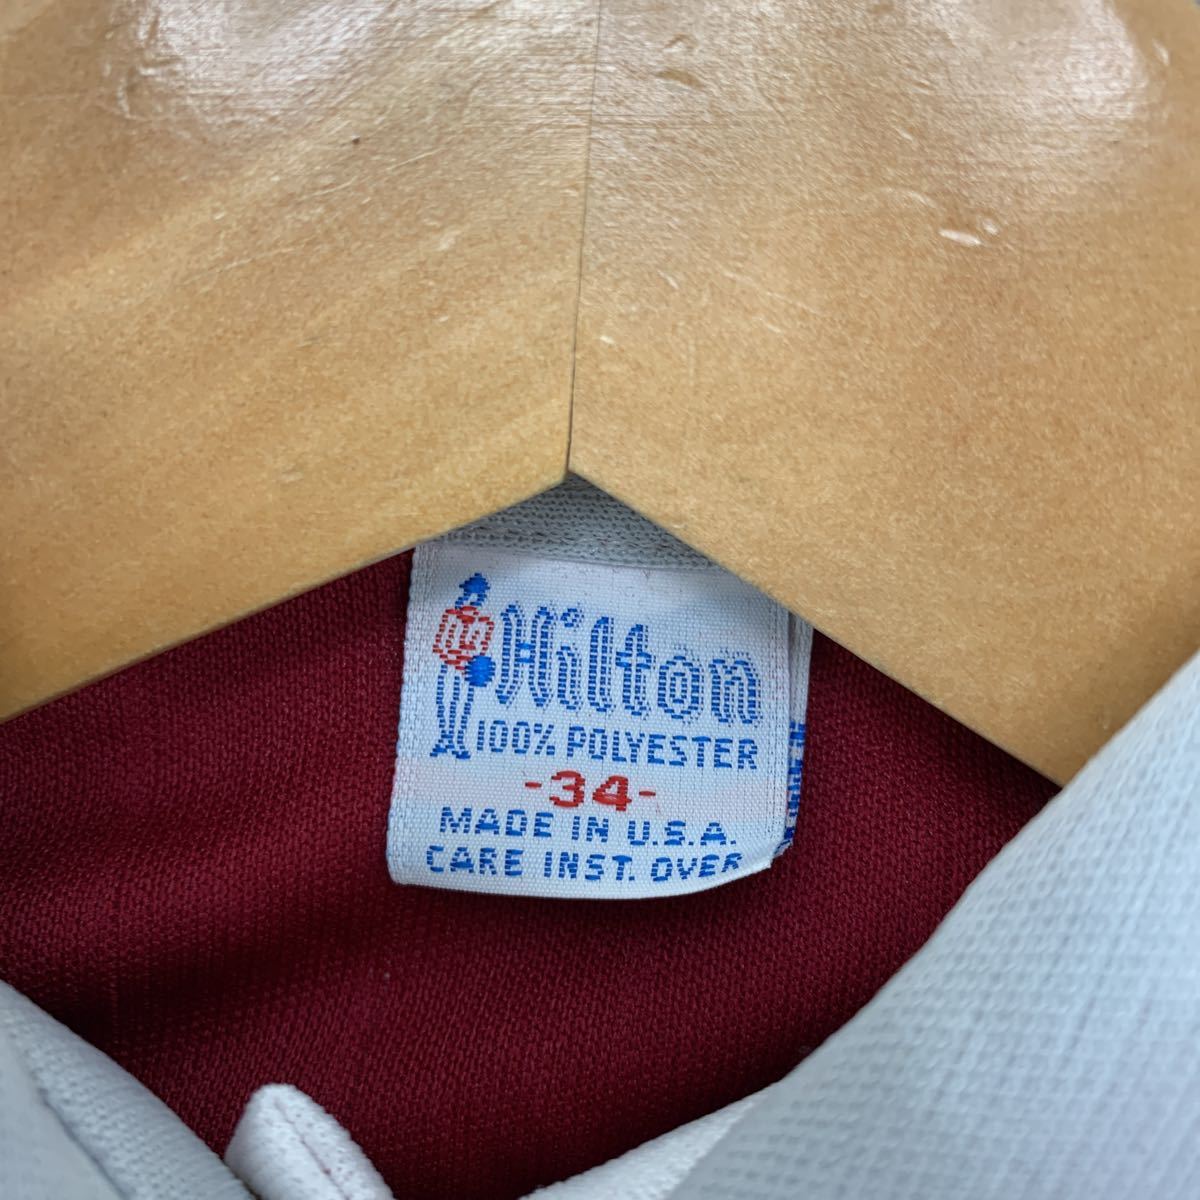 Hilton
100% POLYESTER
-34-
MADE IN U.S.A.
CARE INST. OVER